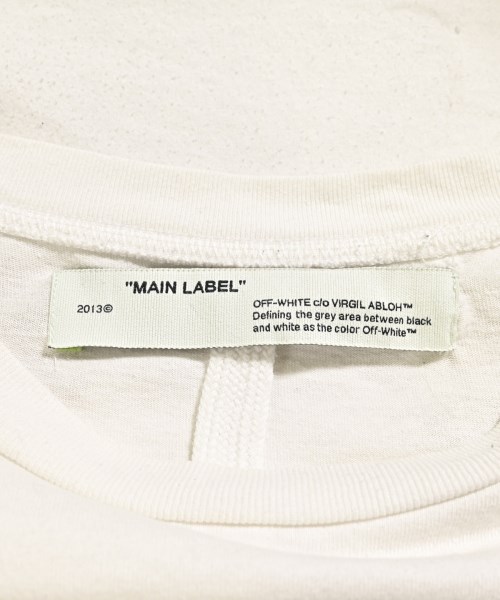 "MAIN LABEL"
2013©
OFF-WHITE c/o VIRGIL ABLOH™
Defining the grey area between black
and white as the color Off-White™